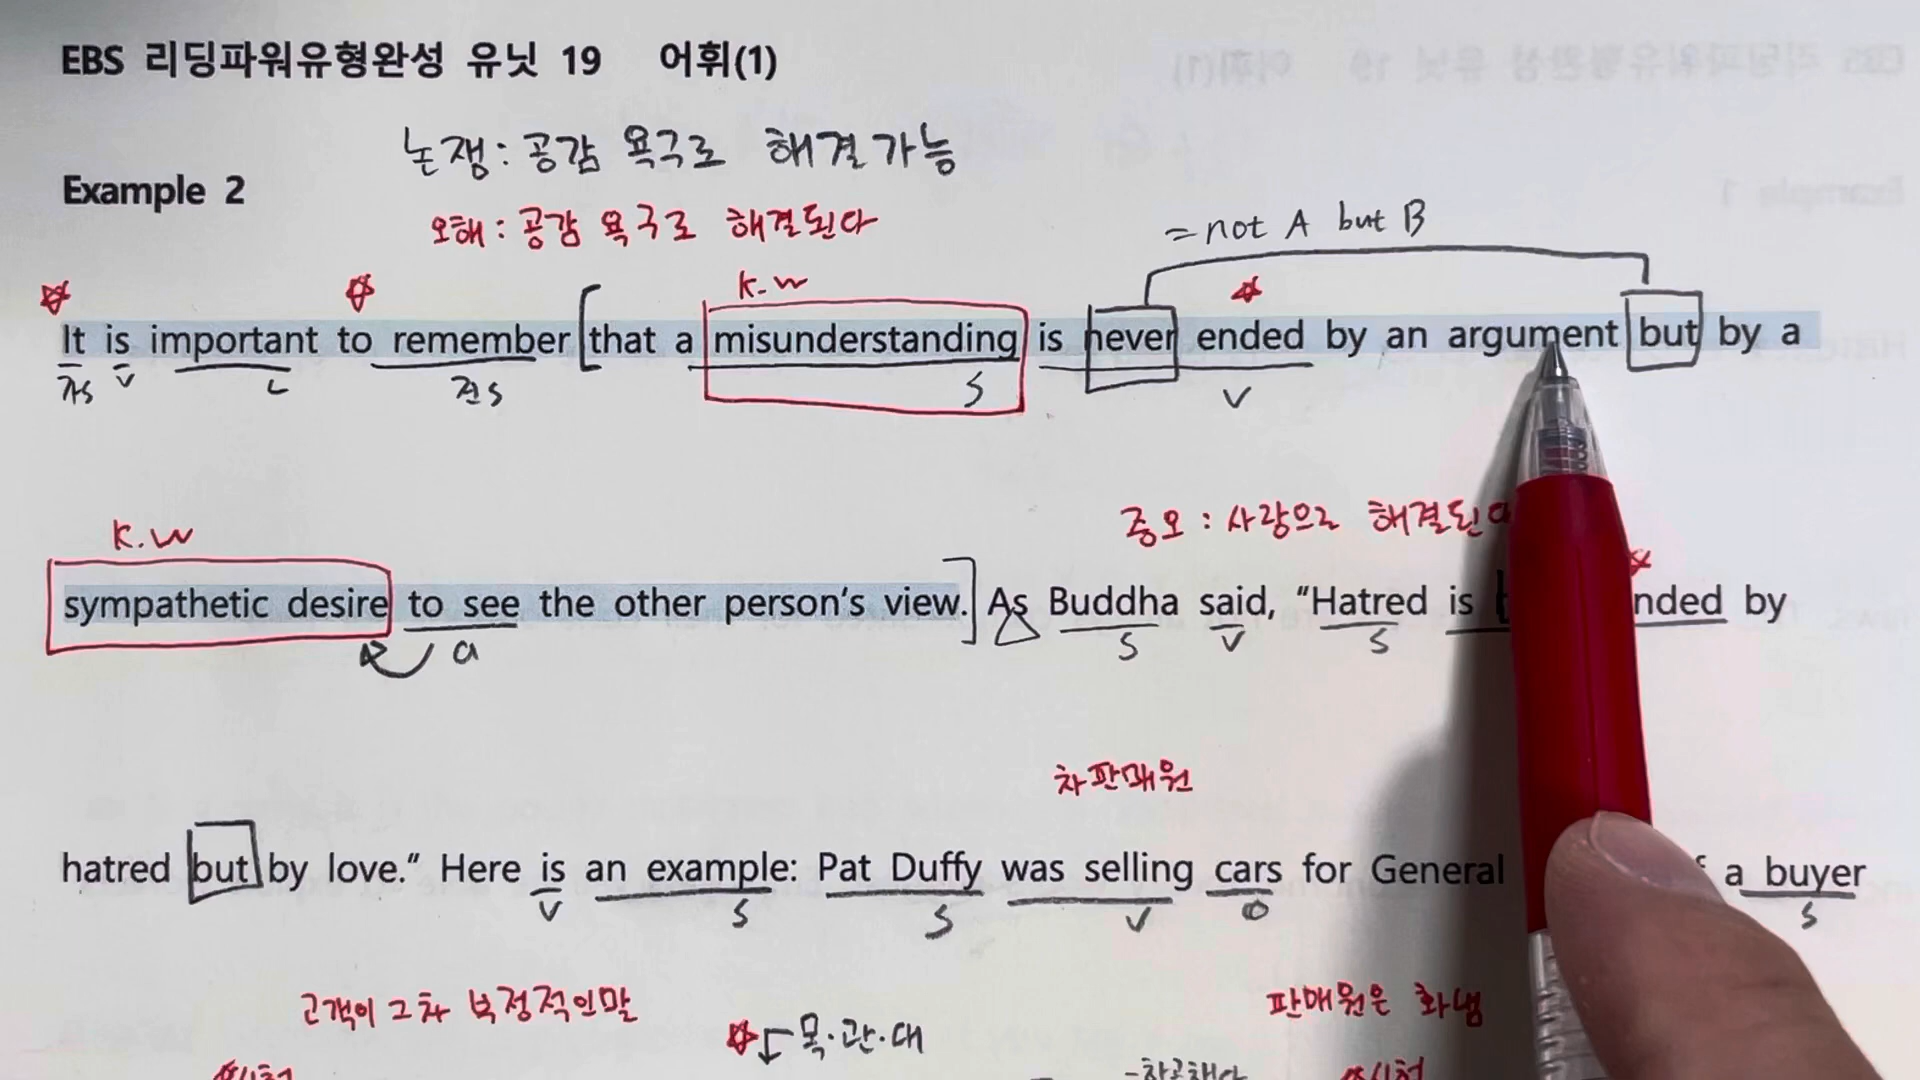 EBS 리딩파워유형완성 유닛 19 어휘(1)
논쟁: 공감 욕구로 해결가능
Example 2
오해: 공감 욕구로 해결된다
= not A but B
K.W
It is important to remember that a misunderstanding is never ended by an argument but by a
가S V C 진S S V
증오: 사랑으로 해결된
K.W
sympathetic desire to see the other person's view. As Buddha said, “Hatred is nded by
a S V S
차판매원
hatred but by love.” Here is an example: Pat Duffy was selling cars for General a buyer
V S S V O S
고객이 그차 부정적인말
판매원은 화냄
목·관·대